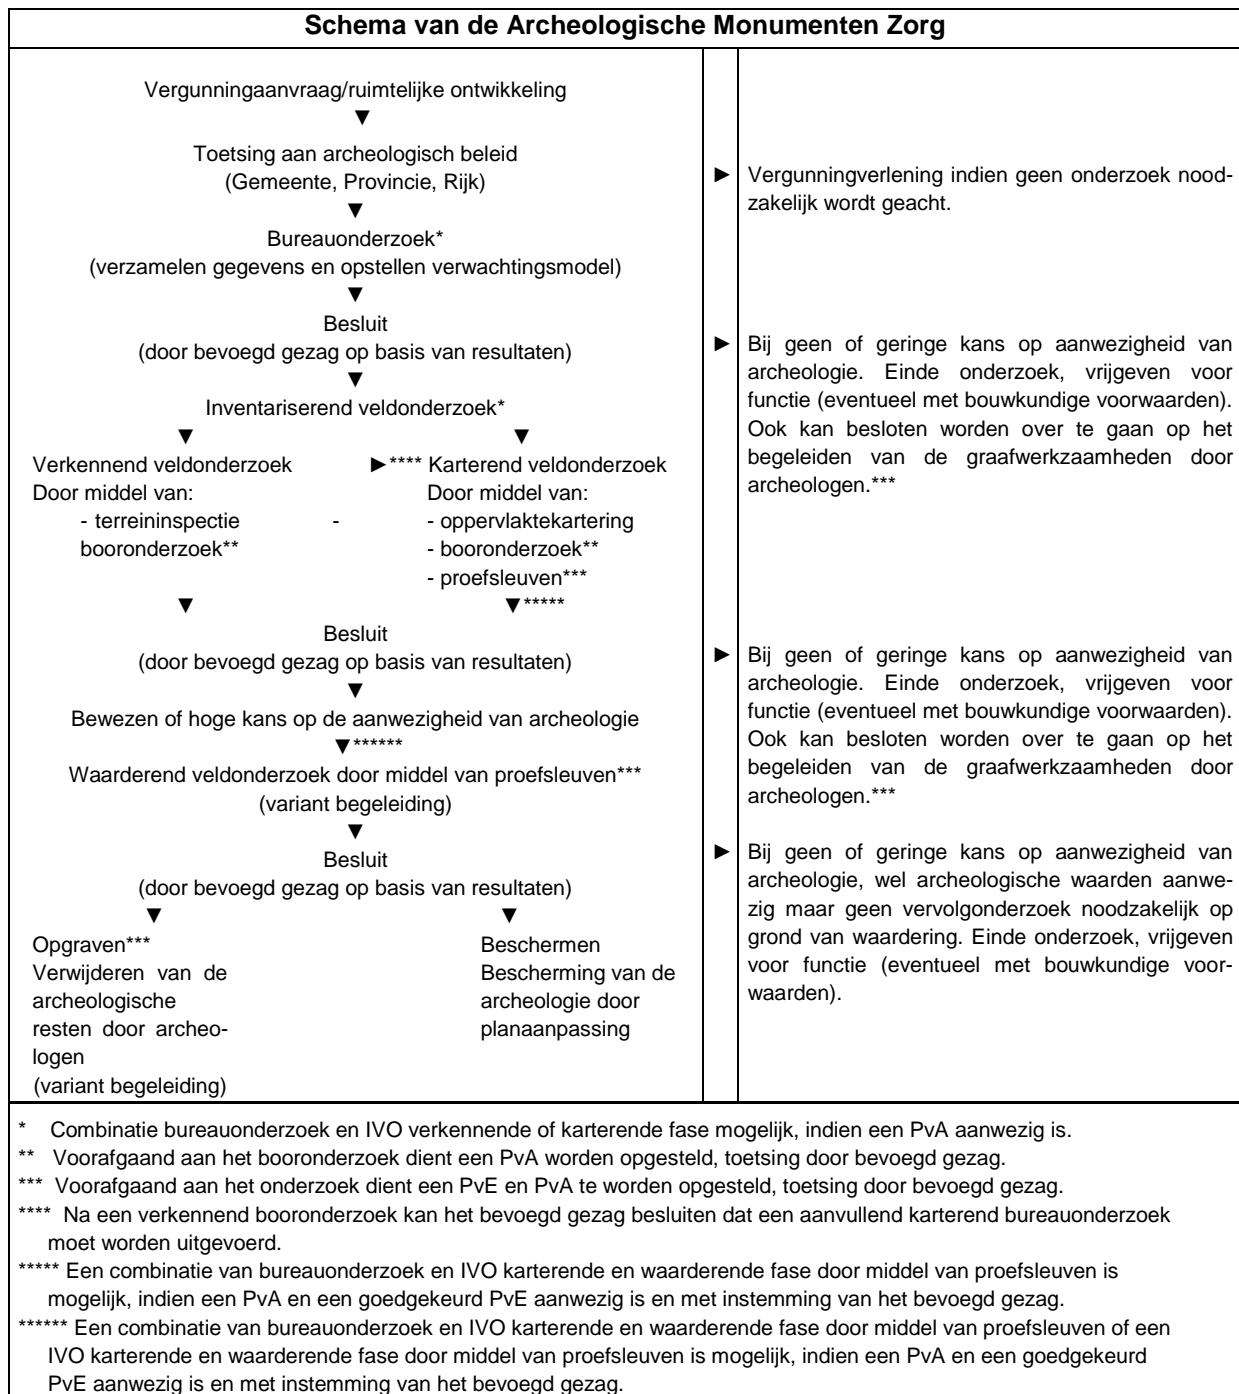 Schema van de Archeologische Monumenten Zorg
Vergunningaanvraag/ruimtelijke ontwikkeling
▼
Toetsing aan archeologisch beleid
(Gemeente, Provincie, Rijk)
▼
Bureauonderzoek*
(verzamelen gegevens en opstellen verwachtingsmodel)
▼
Besluit
(door bevoegd gezag op basis van resultaten)
▼
Inventariserend veldonderzoek*
▼ ▼
Verkennend veldonderzoek ►**** Karterend veldonderzoek
Door middel van: Door middel van:
- terreininspectie - - oppervlaktekartering
booronderzoek** - booronderzoek**
- proefsleuven***
▼ ▼*****
Besluit
(door bevoegd gezag op basis van resultaten)
▼
Bewezen of hoge kans op de aanwezigheid van archeologie
▼******
Waarderend veldonderzoek door middel van proefsleuven***
(variant begeleiding)
▼
Besluit
(door bevoegd gezag op basis van resultaten)
▼ ▼
Opgraven***
Verwijderen van de
archeologische
resten door archeo-
logen
(variant begeleiding)
Beschermen
Bescherming van de
archeologie door
planaanpassing
► Vergunningverlening indien geen onderzoek nood-
zakelijk wordt geacht.
► Bij geen of geringe kans op aanwezigheid van
archeologie. Einde onderzoek, vrijgeven voor
functie (eventueel met bouwkundige voorwaarden).
Ook kan besloten worden over te gaan op het
begeleiden van de graafwerkzaamheden door
archeologen.***
► Bij geen of geringe kans op aanwezigheid van
archeologie. Einde onderzoek, vrijgeven voor
functie (eventueel met bouwkundige voorwaarden).
Ook kan besloten worden over te gaan op het
begeleiden van de graafwerkzaamheden door
archeologen.***
► Bij geen of geringe kans op aanwezigheid van
archeologie, wel archeologische waarden aanwe-
zig maar geen vervolgonderzoek noodzakelijk op
grond van waardering. Einde onderzoek, vrijgeven
voor functie (eventueel met bouwkundige voor-
waarden).
* Combinatie bureauonderzoek en IVO verkennende of karterende fase mogelijk, indien een PvA aanwezig is.
** Voorafgaand aan het booronderzoek dient een PvA worden opgesteld, toetsing door bevoegd gezag.
*** Voorafgaand aan het onderzoek dient een PvE en PvA te worden opgesteld, toetsing door bevoegd gezag.
**** Na een verkennend booronderzoek kan het bevoegd gezag besluiten dat een aanvullend karterend bureauonderzoek
moet worden uitgevoerd.
***** Een combinatie van bureauonderzoek en IVO karterende en waarderende fase door middel van proefsleuven is
mogelijk, indien een PvA en een goedgekeurd PvE aanwezig is en met instemming van het bevoegd gezag.
****** Een combinatie van bureauonderzoek en IVO karterende en waarderende fase door middel van proefsleuven of een
IVO karterende en waarderende fase door middel van proefsleuven is mogelijk, indien een PvA en een goedgekeurd
PvE aanwezig is en met instemming van het bevoegd gezag.